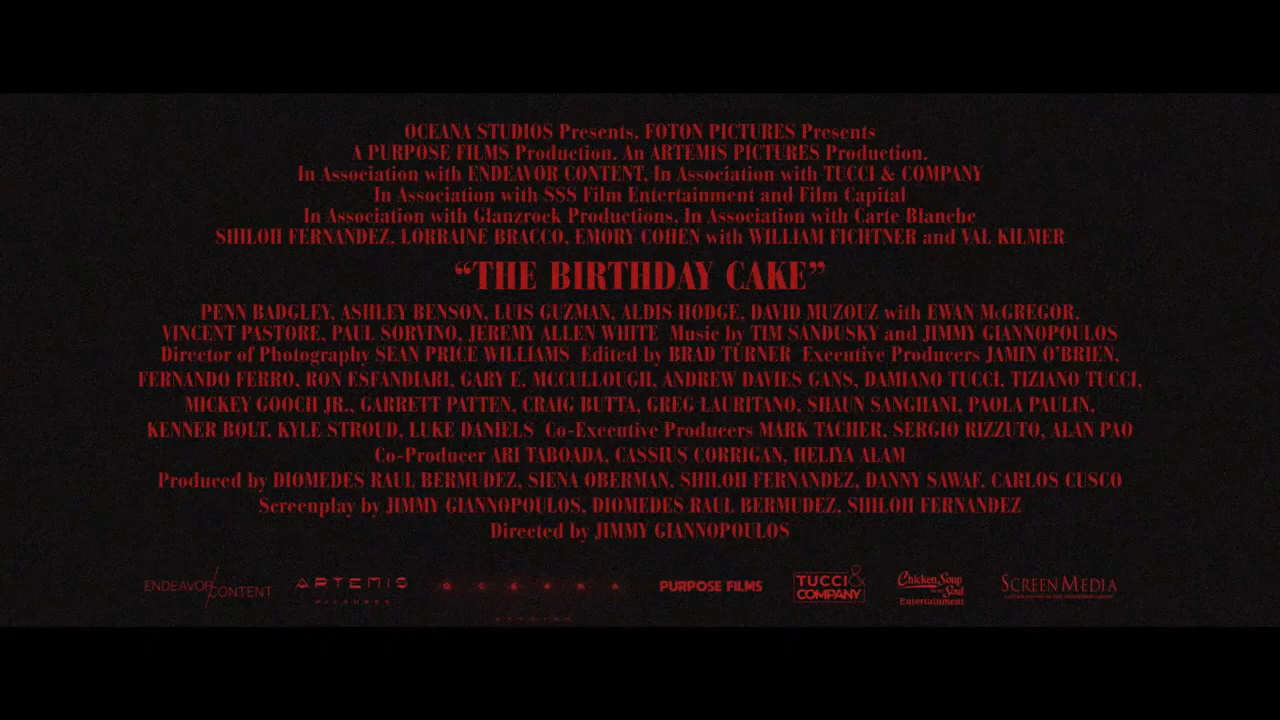 OCEANA STUDIOS Presents, FOTON PICTURES Presents
A PURPOSE FILMS Production. An ARTEMIS PICTURES Production.
In Association with ENDEAVOR CONTENT, In Association with TUCCI & COMPANY
In Association with SSS Film Entertainment and Film Capital
In Association with Glanzrock Productions, In Association with Carte Blanche
SHILOH FERNANDEZ, LORRAINE BRACCO, EMORY COHEN with WILLIAM FICHTNER and VAL KILMER
“THE BIRTHDAY CAKE”
PENN BADGLEY, ASHLEY BENSON, LUIS GUZMAN, ALDIS HODGE, DAVID MUZOUZ with EWAN McGREGOR,
VINCENT PASTORE, PAUL SORVINO, JEREMY ALLEN WHITE Music by TIM SANDUSKY and JIMMY GIANNOPOULOS
Director of Photography SEAN PRICE WILLIAMS Edited by BRAD TURNER Executive Producers JAMIN O’BRIEN,
FERNANDO FERRO, RON ESFANDIARI, GARY E. MCCULLOUGH, ANDREW DAVIES GANS, DAMIANO TUCCI, TIZIANO TUCCI,
MICKEY GOOCH JR., GARRETT PATTEN, CRAIG BUTTA, GREG LAURITANO, SHAUN SANGHANI, PAOLA PAULIN,
KENNER BOLT, KYLE STROUD, LUKE DANIELS Co-Executive Producers MARK TACHER, SERGIO RIZZUTO, ALAN PAO
Co-Producer ARI TABOADA, CASSIUS CORRIGAN, HELIYA ALAM
Produced by DIOMEDES RAUL BERMUDEZ, SIENA OBERMAN, SHILOH FERNANDEZ, DANNY SAWAF, CARLOS CUSCO
Screenplay by JIMMY GIANNOPOULOS, DIOMEDES RAUL BERMUDEZ, SHILOH FERNANDEZ
Directed by JIMMY GIANNOPOULOS
ENDEAVOR CONTENT
ARTEMIS
PICTURES
OCEANA
STUDIOS
PURPOSE FILMS
TUCCI &
COMPANY
Chicken Soup
for the Soul
Entertainment
SCREEN MEDIA